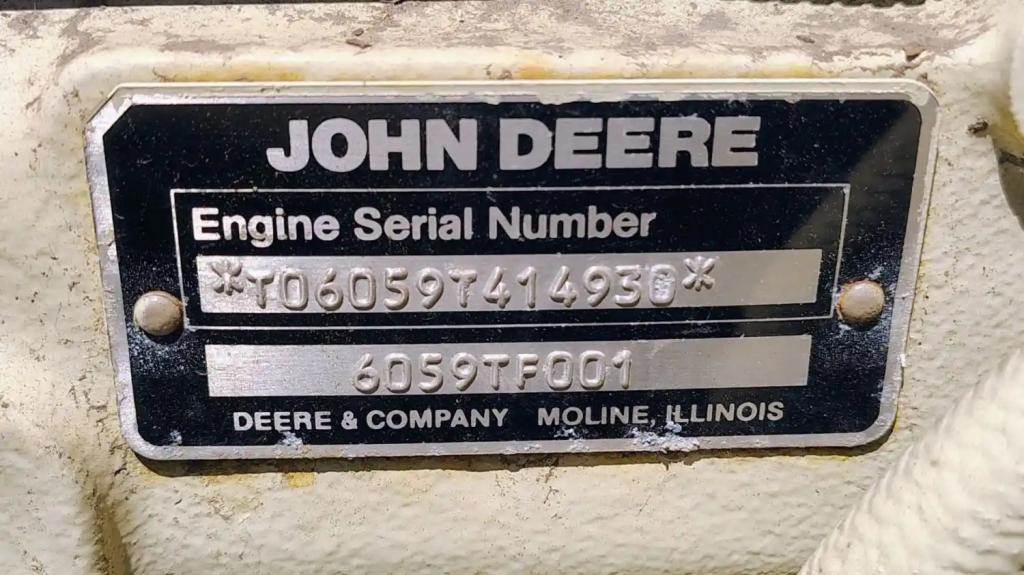 JOHN DEERE
Engine Serial Number
*T06059T414930*
6059TF001
DEERE & COMPANY MOLINE, ILLINOIS